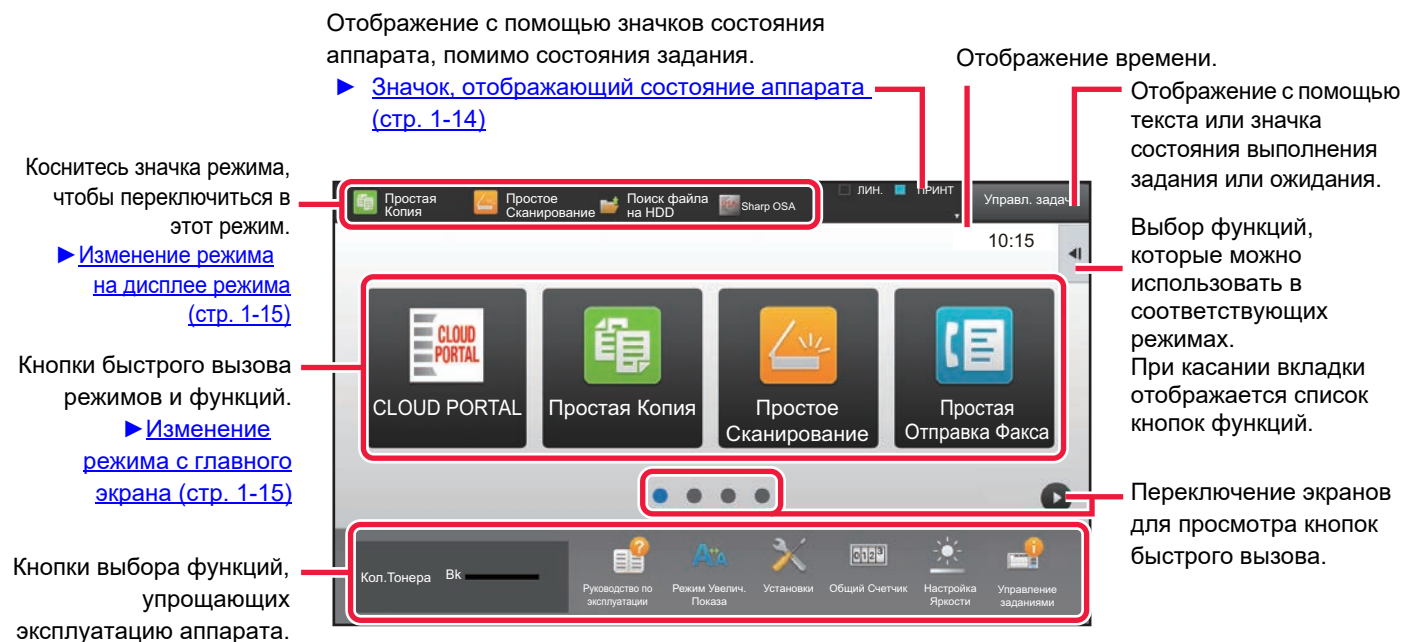 Отображение с помощью значков состояния
аппарата, помимо состояния задания.
► Значок, отображающий состояние аппарата
(стр. 1-14)
Отображение времени.
Отображение с помощью
текста или значка
состояния выполнения
задания или ожидания.
Коснитесь значка режима,
чтобы переключиться в
этот режим.
►Изменение режима
на дисплее режима
(стр. 1-15)
Простая
Копия
Простое
Сканирование
Поиск файла
на HDD
Sharp OSA
ЛИН.
ПРИНТ
Управл. задач
10:15
Выбор функций,
которые можно
использовать в
соответствующих
режимах.
При касании вкладки
отображается список
кнопок функций.
Кнопки быстрого вызова
режимов и функций.
►Изменение
режима с главного
экрана (стр. 1-15)
CLOUD
PORTAL
CLOUD PORTAL
Простая Копия
Простое
Сканирование
Простая
Отправка Факса
Переключение экранов
для просмотра кнопок
быстрого вызова.
Кнопки выбора функций,
упрощающих
эксплуатацию аппарата.
Кол.Тонера
Bk
Руководство по
эксплуатации
Режим Увелич.
Показа
Установки
0123
Общий Счетчик
Настройка
Яркости
Управление
заданиями